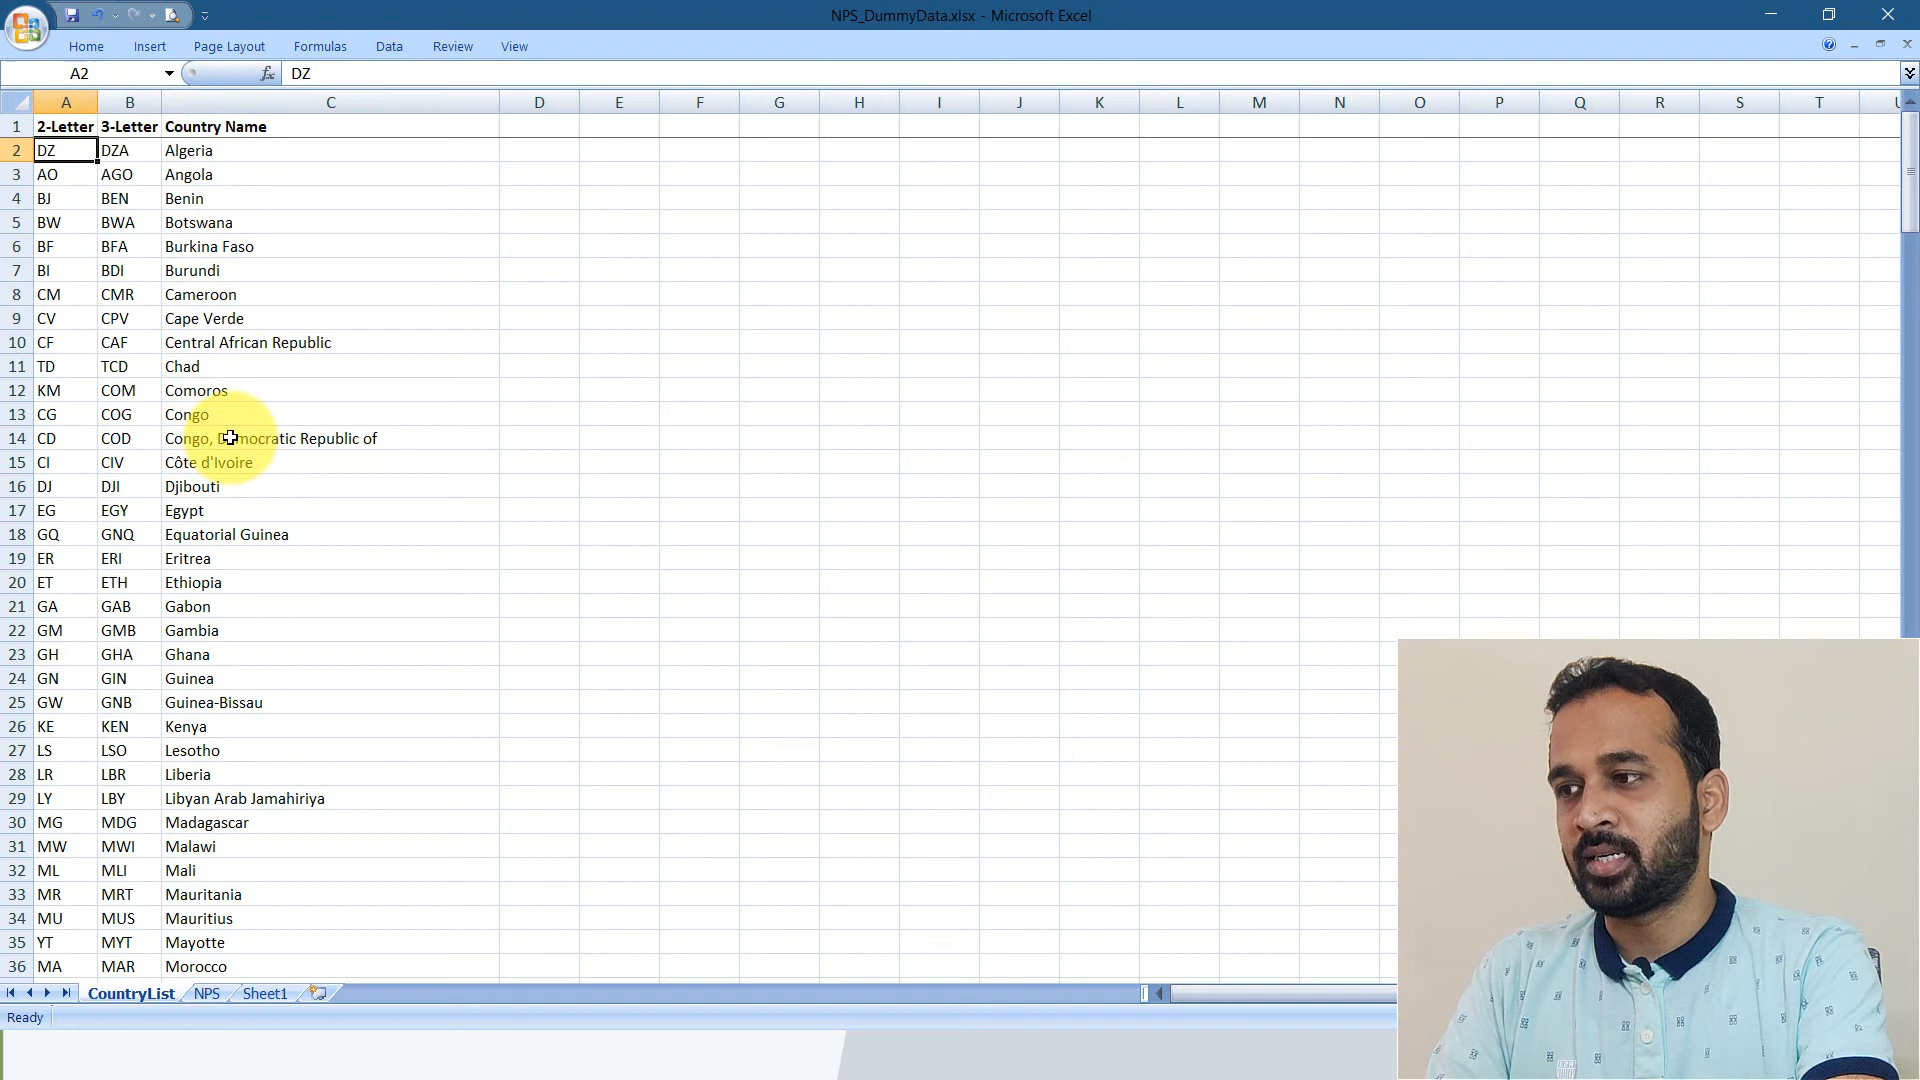 NPS_DummyData.xlsx - Microsoft Excel
Home Insert Page Layout Formulas Data Review View
A2 fx DZ
A B C D E F G H I J K L M N O P Q R S T U
1 2-Letter 3-Letter Country Name
2 DZ DZA Algeria
3 AO AGO Angola
4 BJ BEN Benin
5 BW BWA Botswana
6 BF BFA Burkina Faso
7 BI BDI Burundi
8 CM CMR Cameroon
9 CV CPV Cape Verde
10 CF CAF Central African Republic
11 TD TCD Chad
12 KM COM Comoros
13 CG COG Congo
14 CD COD Congo, Democratic Republic of
15 CI CIV Côte d'Ivoire
16 DJ DJI Djibouti
17 EG EGY Egypt
18 GQ GNQ Equatorial Guinea
19 ER ERI Eritrea
20 ET ETH Ethiopia
21 GA GAB Gabon
22 GM GMB Gambia
23 GH GHA Ghana
24 GN GIN Guinea
25 GW GNB Guinea-Bissau
26 KE KEN Kenya
27 LS LSO Lesotho
28 LR LBR Liberia
29 LY LBY Libyan Arab Jamahiriya
30 MG MDG Madagascar
31 MW MWI Malawi
32 ML MLI Mali
33 MR MRT Mauritania
34 MU MUS Mauritius
35 YT MYT Mayotte
36 MA MAR Morocco
CountryList NPS Sheet1
Ready